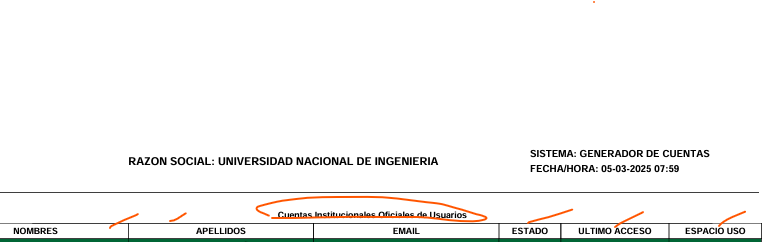 RAZON SOCIAL: UNIVERSIDAD NACIONAL DE INGENIERIA
SISTEMA: GENERADOR DE CUENTAS
FECHA/HORA: 05-03-2025 07:59
Cuentas Institucionales Oficiales de Usuarios
NOMBRES APELLIDOS EMAIL ESTADO ULTIMO ACCESO ESPACIO USO